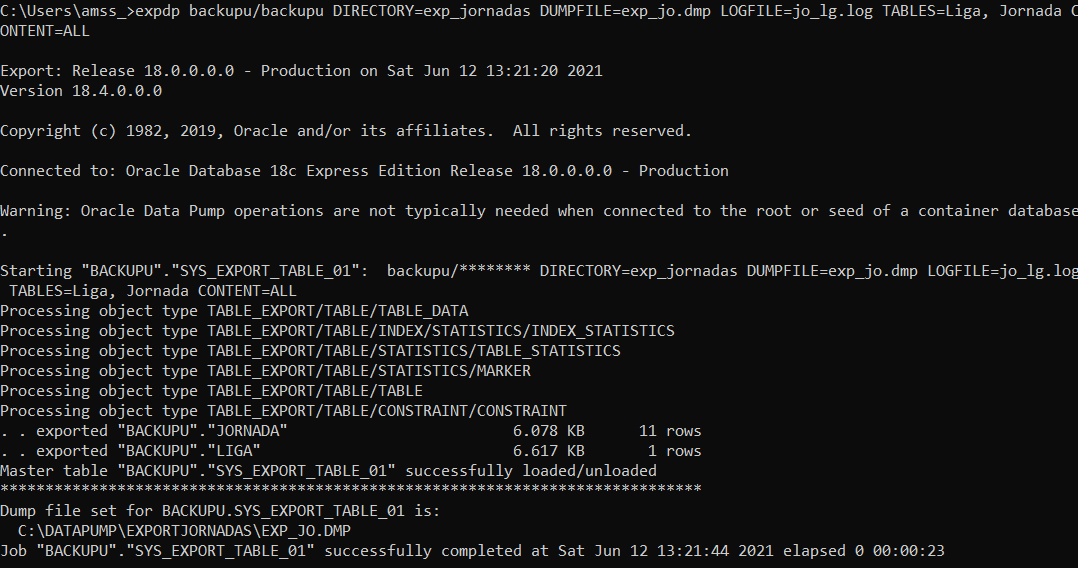 C:\Users\amss_>expdp backupu/backupu DIRECTORY=exp_jornadas DUMPFILE=exp_jo.dmp LOGFILE=jo_lg.log TABLES=Liga, Jornada C
ONTENT=ALL
Export: Release 18.0.0.0.0 - Production on Sat Jun 12 13:21:20 2021
Version 18.4.0.0.0
Copyright (c) 1982, 2019, Oracle and/or its affiliates.  All rights reserved.
Connected to: Oracle Database 18c Express Edition Release 18.0.0.0.0 - Production
Warning: Oracle Data Pump operations are not typically needed when connected to the root or seed of a container database
.
Starting "BACKUPU"."SYS_EXPORT_TABLE_01":  backupu/******** DIRECTORY=exp_jornadas DUMPFILE=exp_jo.dmp LOGFILE=jo_lg.log
 TABLES=Liga, Jornada CONTENT=ALL
Processing object type TABLE_EXPORT/TABLE/TABLE_DATA
Processing object type TABLE_EXPORT/TABLE/INDEX/STATISTICS/INDEX_STATISTICS
Processing object type TABLE_EXPORT/TABLE/STATISTICS/TABLE_STATISTICS
Processing object type TABLE_EXPORT/TABLE/STATISTICS/MARKER
Processing object type TABLE_EXPORT/TABLE/TABLE
Processing object type TABLE_EXPORT/TABLE/CONSTRAINT/CONSTRAINT
. . exported "BACKUPU"."JORNADA"                         6.078 KB      11 rows
. . exported "BACKUPU"."LIGA"                            6.617 KB       1 rows
Master table "BACKUPU"."SYS_EXPORT_TABLE_01" successfully loaded/unloaded
******************************************************************************
Dump file set for BACKUPU.SYS_EXPORT_TABLE_01 is:
  C:\DATAPUMP\EXPORTJORNADAS\EXP_JO.DMP
Job "BACKUPU"."SYS_EXPORT_TABLE_01" successfully completed at Sat Jun 12 13:21:44 2021 elapsed 0 00:00:23